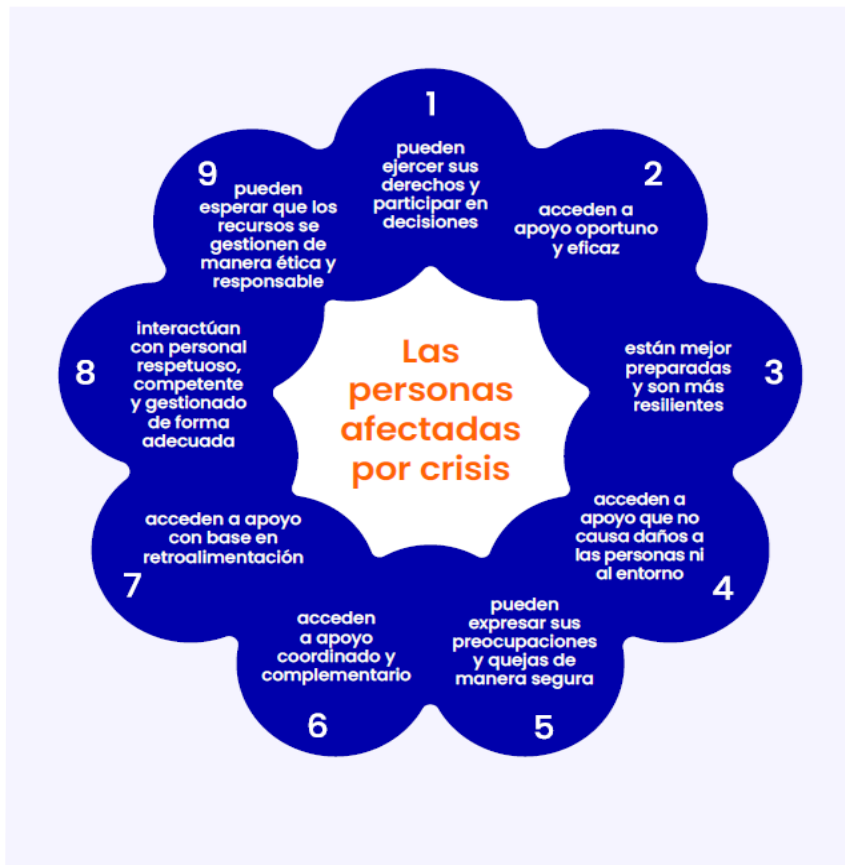 Las
personas
afectadas
por crisis
1
pueden
ejercer sus
derechos y
participar en
decisiones
2
acceden a
apoyo oportuno
y eficaz
3
están mejor
preparadas
y son más
resilientes
4
acceden a
apoyo que no
causa daños a
las personas ni
al entorno
5
pueden
expresar sus
preocupaciones
y quejas de
manera segura
6
acceden
a apoyo
coordinado y
complementario
7
acceden a apoyo
con base en
retroalimentación
8
interactúan
con personal
respetuoso,
competente
y gestionado
de forma
adecuada
9
pueden
esperar que los
recursos se
gestionen de
manera ética y
responsable